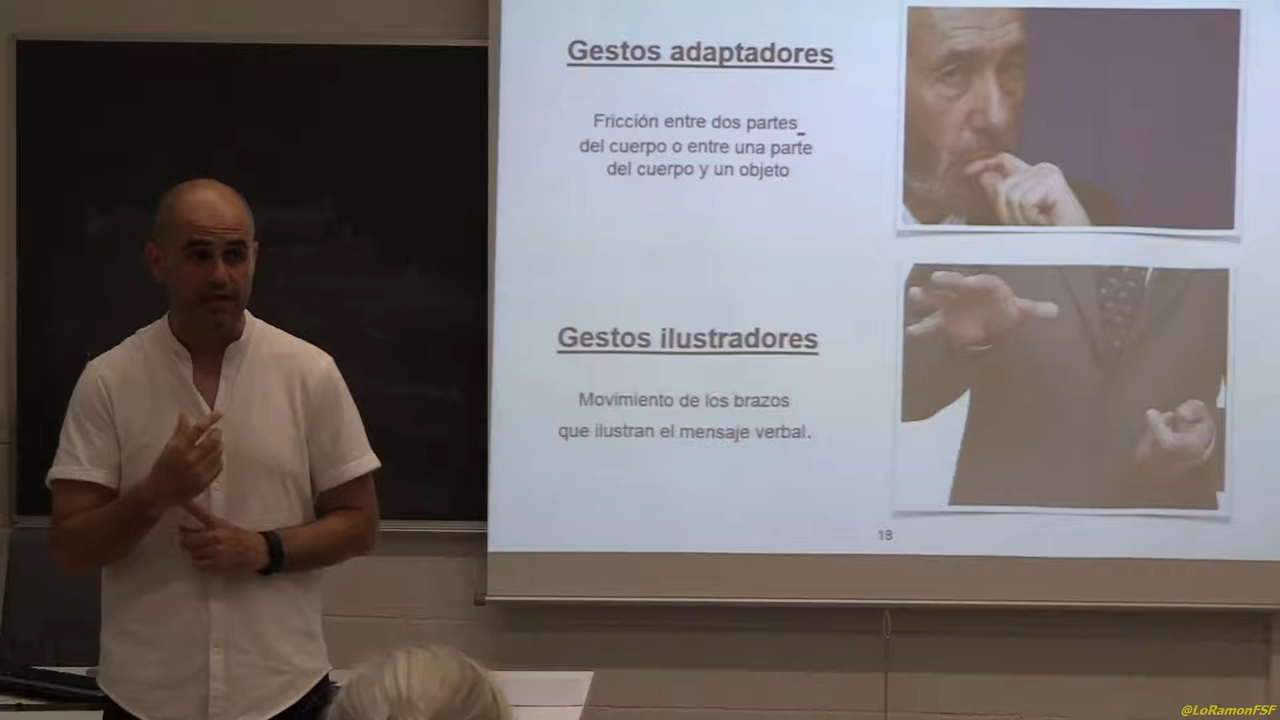 Gestos adaptadores
Fricción entre dos partes
del cuerpo o entre una parte
del cuerpo y un objeto
Gestos ilustradores
Movimiento de los brazos
que ilustran el mensaje verbal.
18
@LoRamonFSF